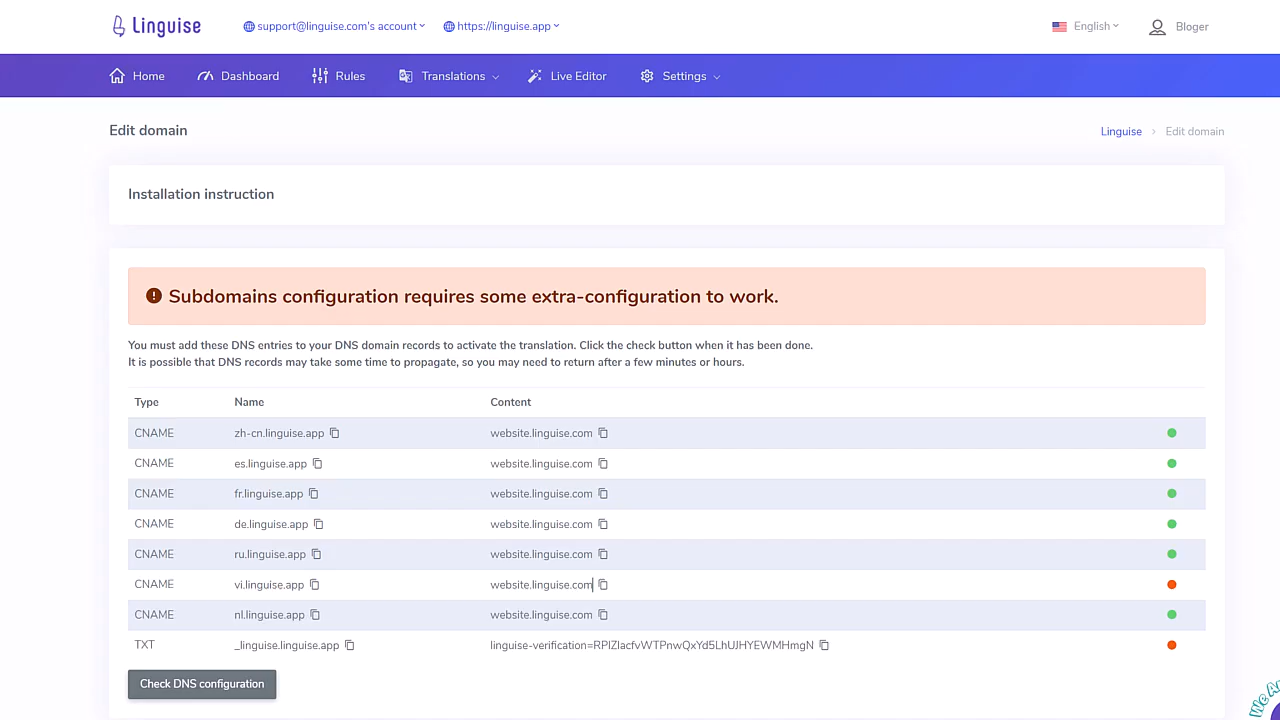 Linguise support@linguise.com's account https://linguise.app English Bloger
Home Dashboard Rules Translations Live Editor Settings
Edit domain Linguise › Edit domain
Installation instruction
Subdomains configuration requires some extra-configuration to work.
You must add these DNS entries to your DNS domain records to activate the translation. Click the check button when it has been done.
It is possible that DNS records may take some time to propagate, so you may need to return after a few minutes or hours.
Type Name Content
CNAME zh-cn.linguise.app website.linguise.com
CNAME es.linguise.app website.linguise.com
CNAME fr.linguise.app website.linguise.com
CNAME de.linguise.app website.linguise.com
CNAME ru.linguise.app website.linguise.com
CNAME vi.linguise.app website.linguise.com
CNAME nl.linguise.app website.linguise.com
TXT _linguise.linguise.app linguise-verification=RPIZIacfvWTPnwQxYd5LhUJHYEWMHmgN
Check DNS configuration
We